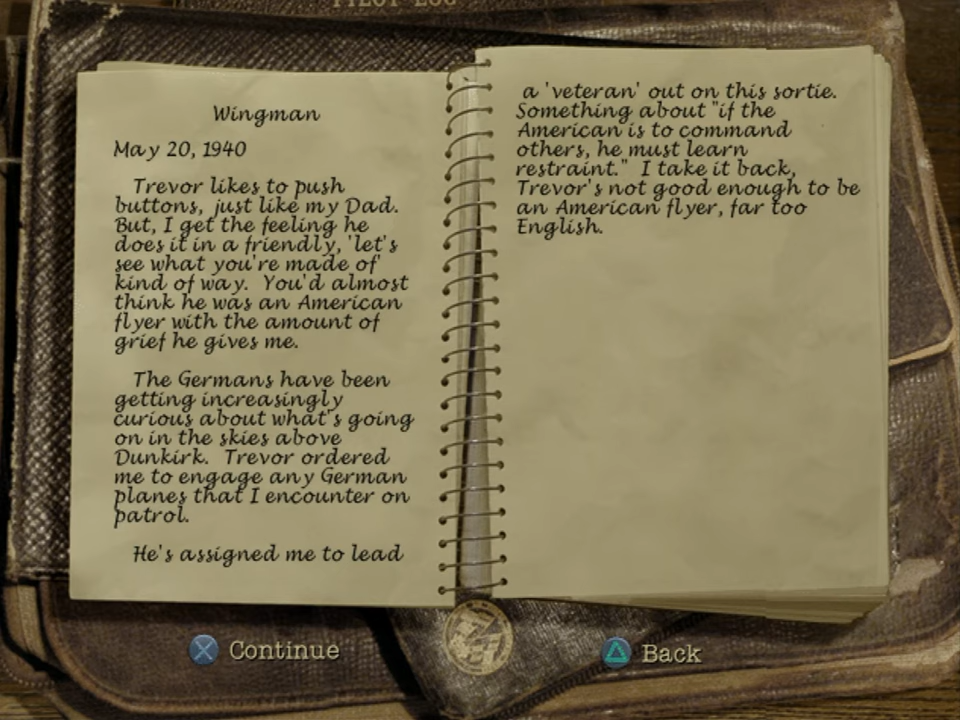 PILOT LOG
Wingman
May 20, 1940
Trevor likes to push
buttons, just like my Dad.
But, I get the feeling he
does it in a friendly, 'let's
see what you're made of'
kind of way.  You'd almost
think he was an American
flyer with the amount of
grief he gives me.
The Germans have been
getting increasingly
curious about what's going
on in the skies above
Dunkirk.  Trevor ordered
me to engage any German
planes that I encounter on
patrol.
He's assigned me to lead
a 'veteran' out on this sortie.
Something about "if the
American is to command
others, he must learn
restraint."  I take it back,
Trevor's not good enough to be
an American flyer, far too
English.
Continue
Back